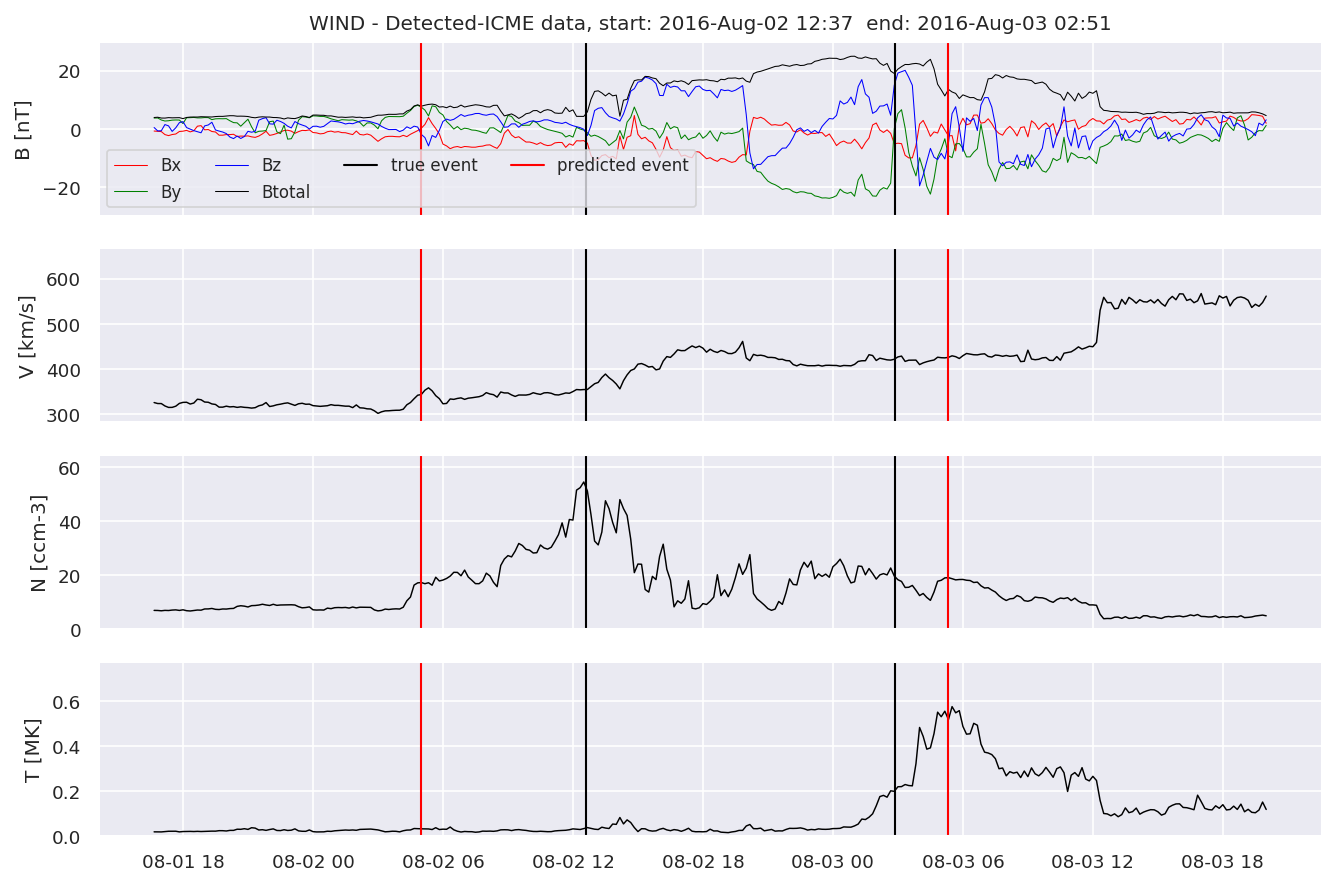 WIND - Detected-ICME data, start: 2016-Aug-02 12:37  end: 2016-Aug-03 02:51
B [nT]
20
0
−20
Bx
Bz
true event
predicted event
By
Btotal
V [km/s]
600
500
400
300
N [ccm-3]
60
40
20
0
T [MK]
0.6
0.4
0.2
0.0
08-01 18
08-02 00
08-02 06
08-02 12
08-02 18
08-03 00
08-03 06
08-03 12
08-03 18